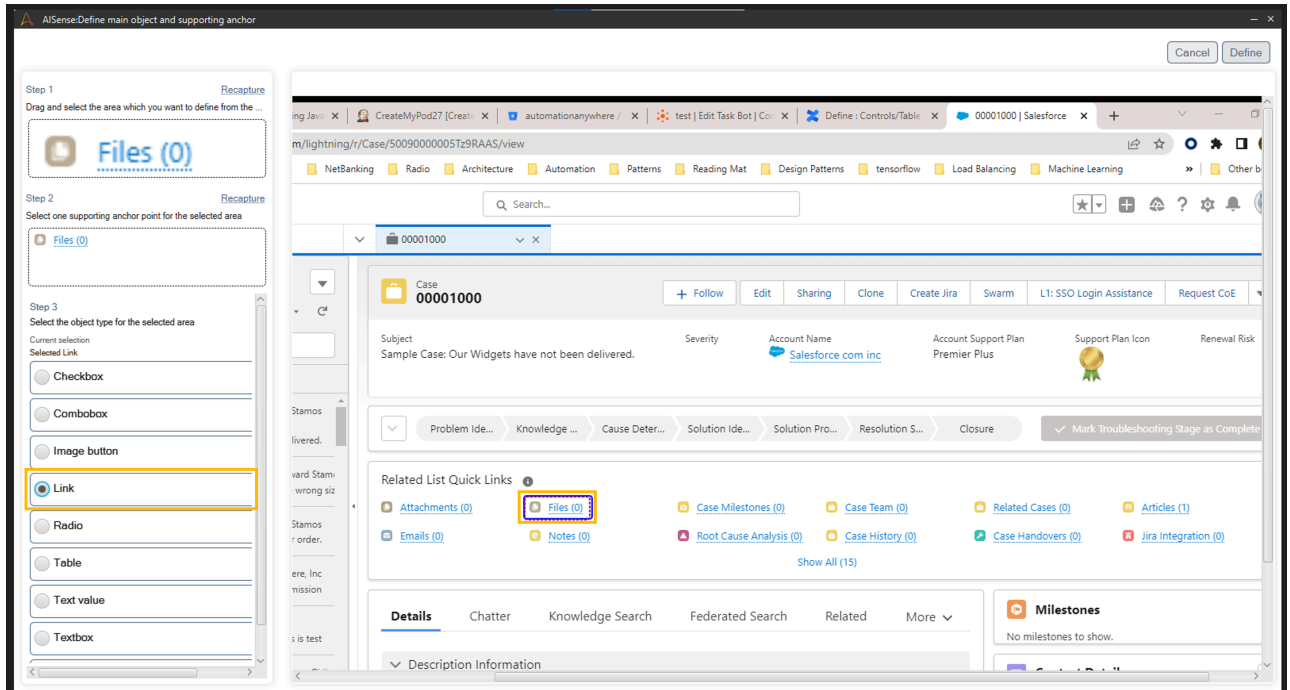 AISense:Define main object and supporting anchor
Cancel
Define
Step 1
Recapture
Drag and select the area which you want to define from the ...
Files (0)
Step 2
Recapture
Select one supporting anchor point for the selected area
Files (0)
Step 3
Select the object type for the selected area
Current selection
Selected Link
Checkbox
Combobox
Image button
Link
Radio
Table
Text value
Textbox
ing Java
CreateMyPod27 [Create
automationanywhere /
test | Edit Task Bot | Cor
Define : Controls/Table
00001000 | Salesforce
m/lightning/r/Case/50090000005Tz9RAAS/view
NetBanking
Radio
Architecture
Automation
Patterns
Reading Mat
Design Patterns
tensorflow
Load Balancing
Machine Learning
»
Other b
Search...
00001000
Case
00001000
+ Follow
Edit
Sharing
Clone
Create Jira
Swarm
L1: SSO Login Assistance
Request CoE
Subject
Sample Case: Our Widgets have not been delivered.
Severity
Account Name
Salesforce com inc
Account Support Plan
Premier Plus
Support Plan Icon
Renewal Risk
Stamos
livered.
Problem Ide...
Knowledge ...
Cause Deter...
Solution Ide...
Solution Pro...
Resolution S...
Closure
Mark Troubleshooting Stage as Complete
vard Stam
wrong siz
Stamos
r order.
ere, Inc
mission
s is test
Related List Quick Links
Attachments (0)
Files (0)
Case Milestones (0)
Case Team (0)
Related Cases (0)
Articles (1)
Emails (0)
Notes (0)
Root Cause Analysis (0)
Case History (0)
Case Handovers (0)
Jira Integration (0)
Show All (15)
Details
Chatter
Knowledge Search
Federated Search
Related
More
Description Information
Milestones
No milestones to show.